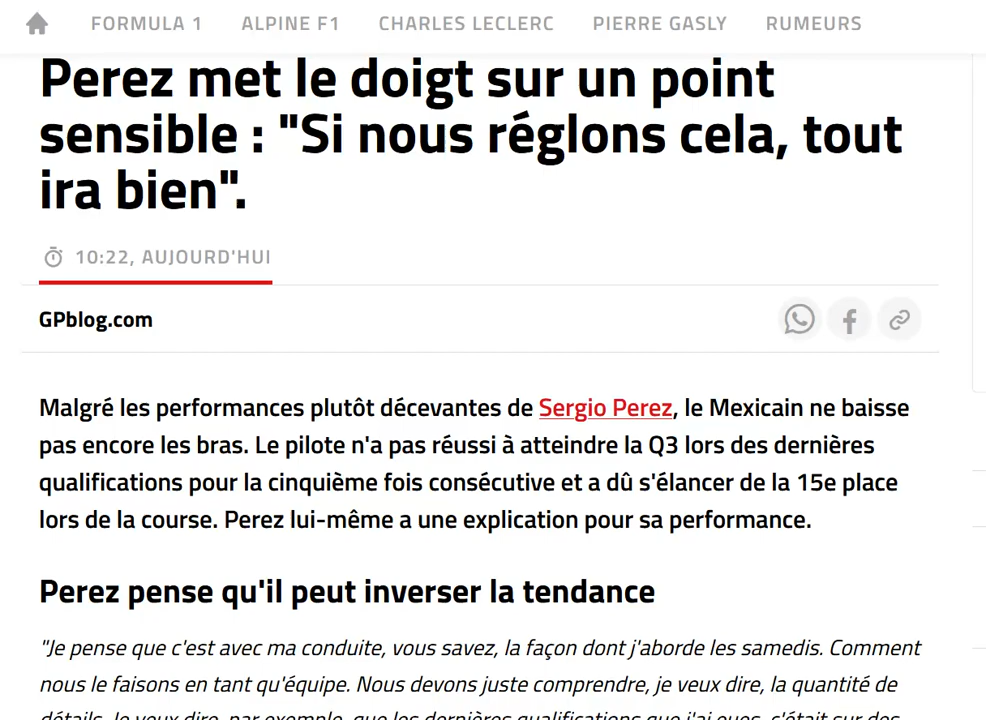 FORMULA 1 ALPINE F1 CHARLES LECLERC PIERRE GASLY RUMEURS
Perez met le doigt sur un point
sensible : "Si nous réglons cela, tout
ira bien".
10:22, AUJOURD'HUI
GPblog.com
Malgré les performances plutôt décevantes de Sergio Perez, le Mexicain ne baisse
pas encore les bras. Le pilote n'a pas réussi à atteindre la Q3 lors des dernières
qualifications pour la cinquième fois consécutive et a dû s'élancer de la 15e place
lors de la course. Perez lui-même a une explication pour sa performance.
Perez pense qu'il peut inverser la tendance
"Je pense que c'est avec ma conduite, vous savez, la façon dont j'aborde les samedis. Comment
nous le faisons en tant qu'équipe. Nous devons juste comprendre, je veux dire, la quantité de
détails. Je veux dire, par exemple, que les dernières qualifications que j'ai eues, c'était sur des